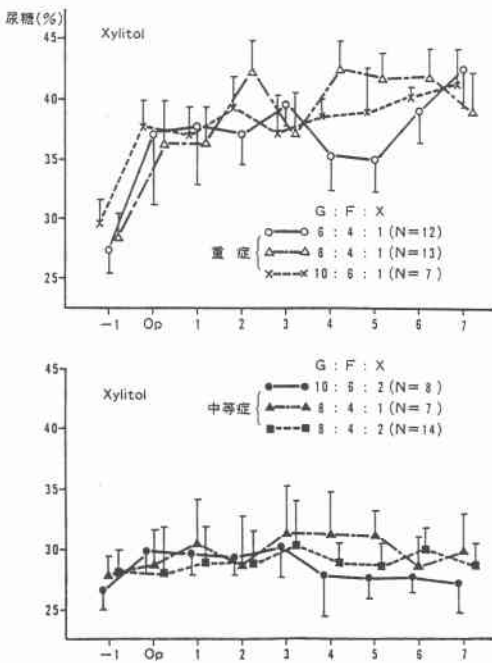 尿糖(%)
45
Xylitol
40
35
30
25
G : F : X
重症
6 : 4 : 1 (N=12)
8 : 4 : 1 (N=13)
10 : 6 : 1 (N=7)
-1 Op 1 2 3 4 5 6 7
45
Xylitol
40
35
30
25
G : F : X
中等症
10 : 6 : 2 (N=8)
8 : 4 : 1 (N=7)
8 : 4 : 2 (N=14)
-1 Op 1 2 3 4 5 6 7